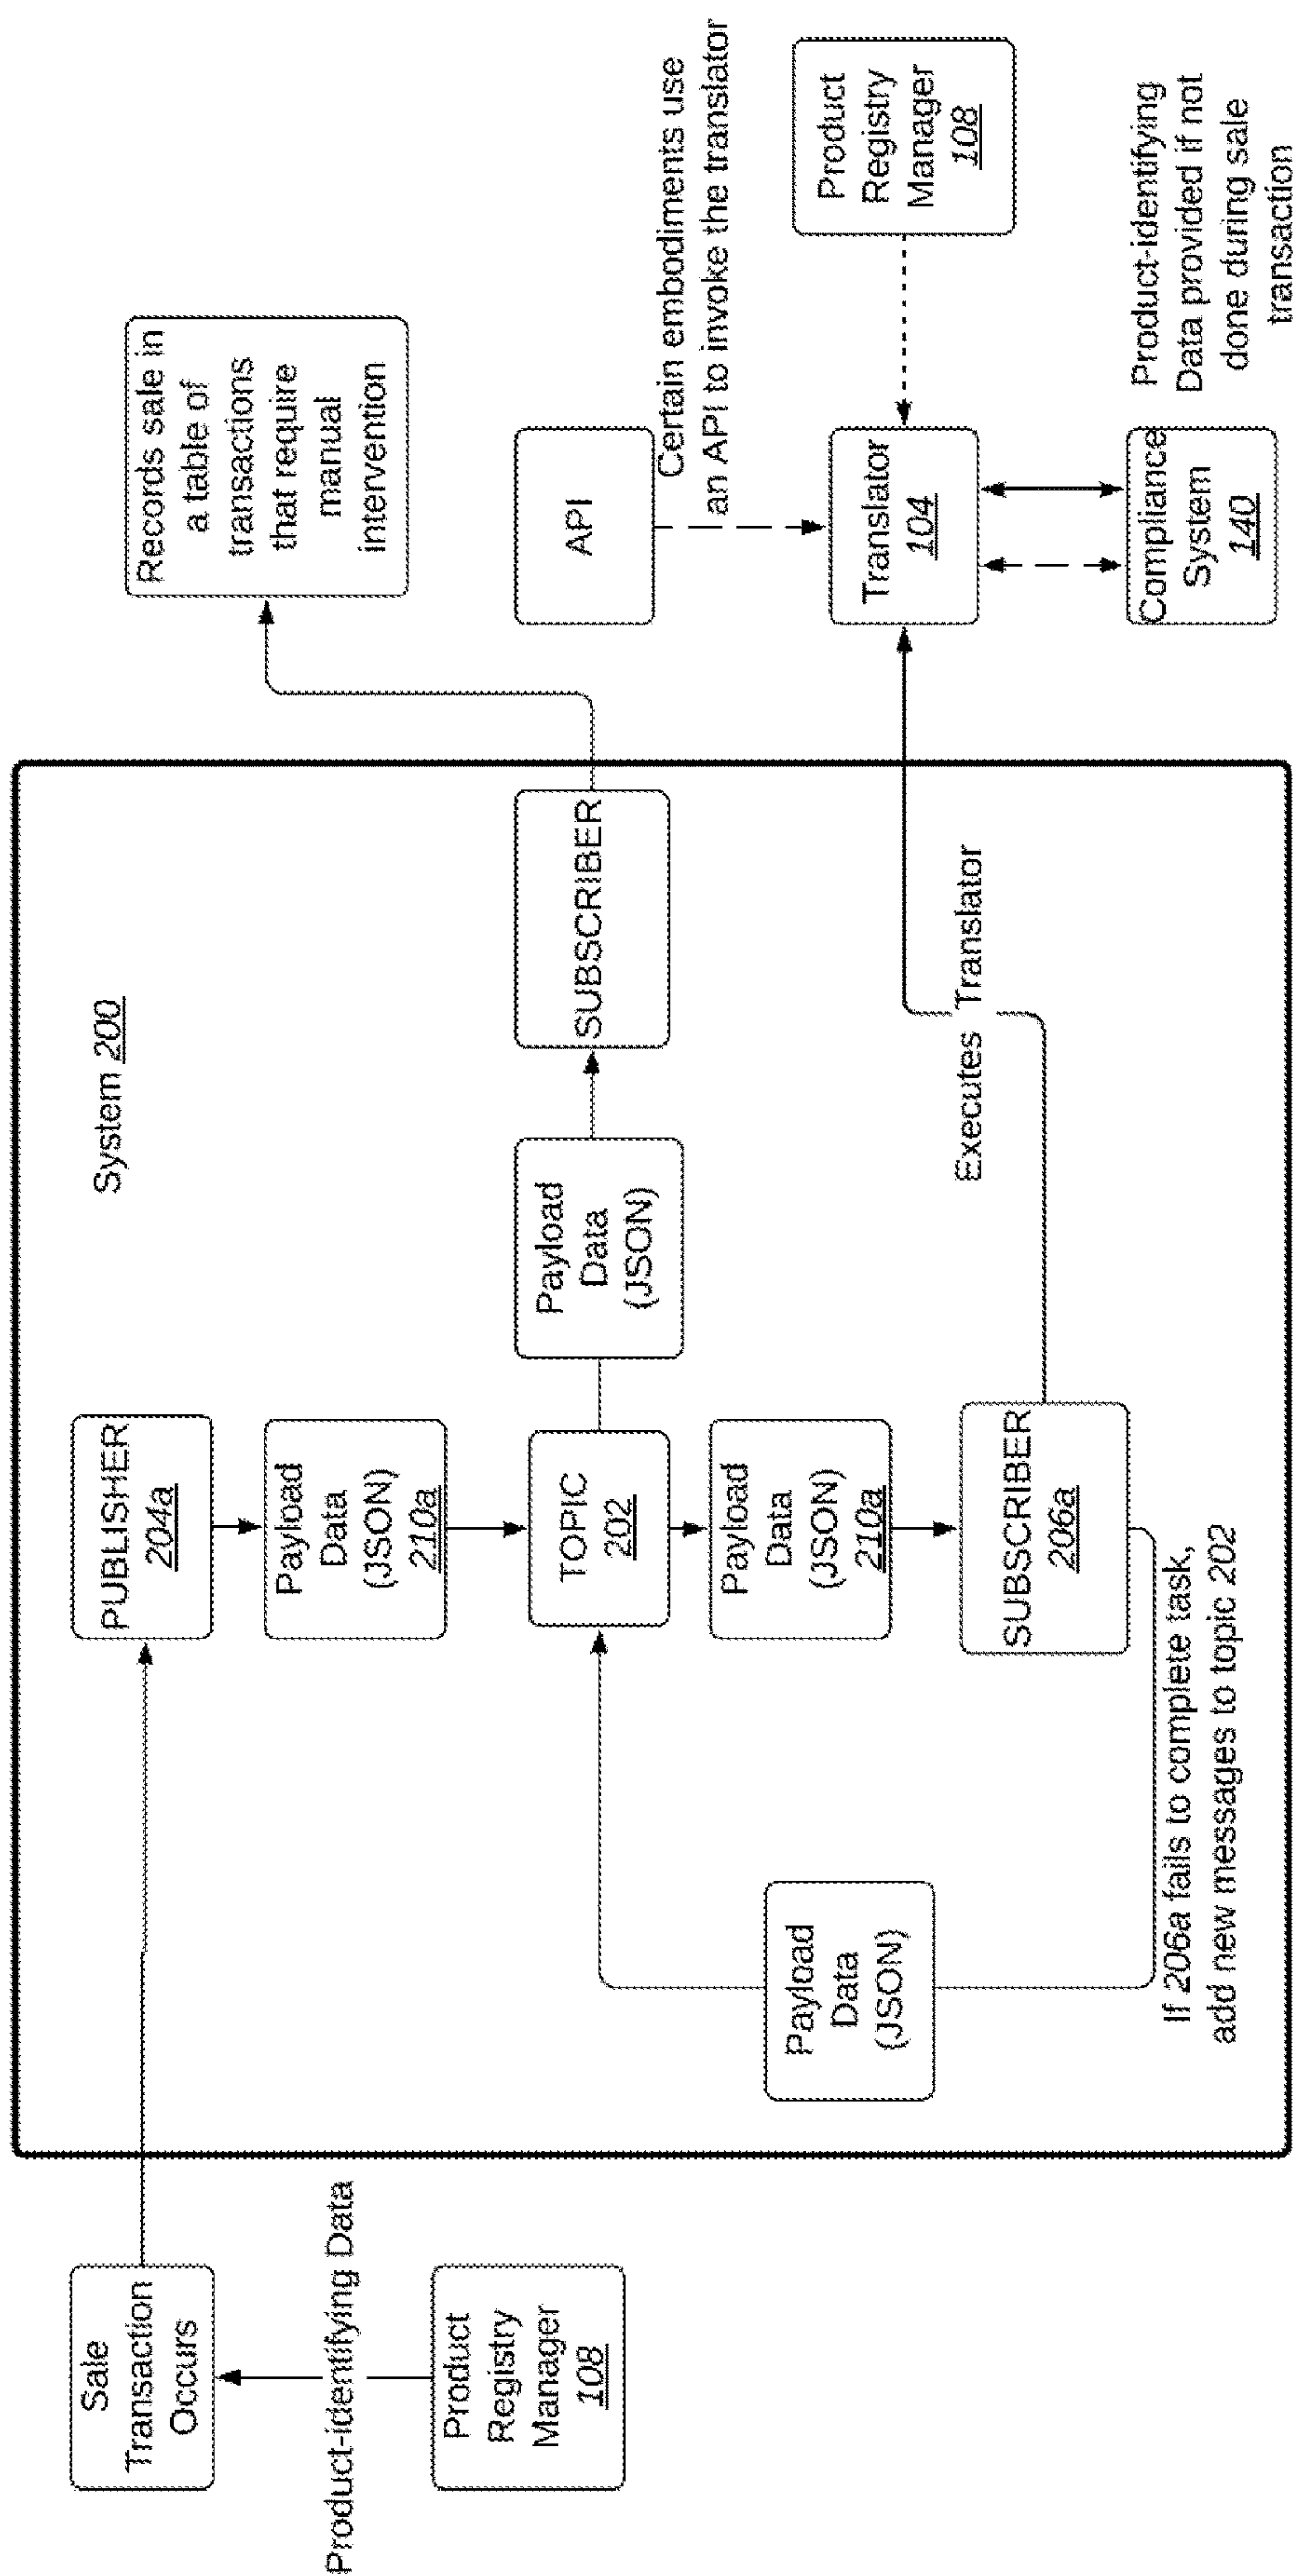 Sale
Transaction
Occurs
Product-identifying Data
Product
Registry
Manager
108
System 200
PUBLISHER
204a
Payload
Data
(JSON)
210a
TOPIC
202
Payload
Data
(JSON)
210a
SUBSCRIBER
206a
Payload
Data
(JSON)
If 206a fails to complete task,
add new messages to topic 202
Payload
Data
(JSON)
SUBSCRIBER
Executes Translator
Records sale in
a table of
transactions
that require
manual
intervention
API
Certain embodiments use
an API to invoke the translator
Translator
104
Product
Registry
Manager
108
Compliance
System
140
Product-identifying
Data provided if not
done during sale
transaction